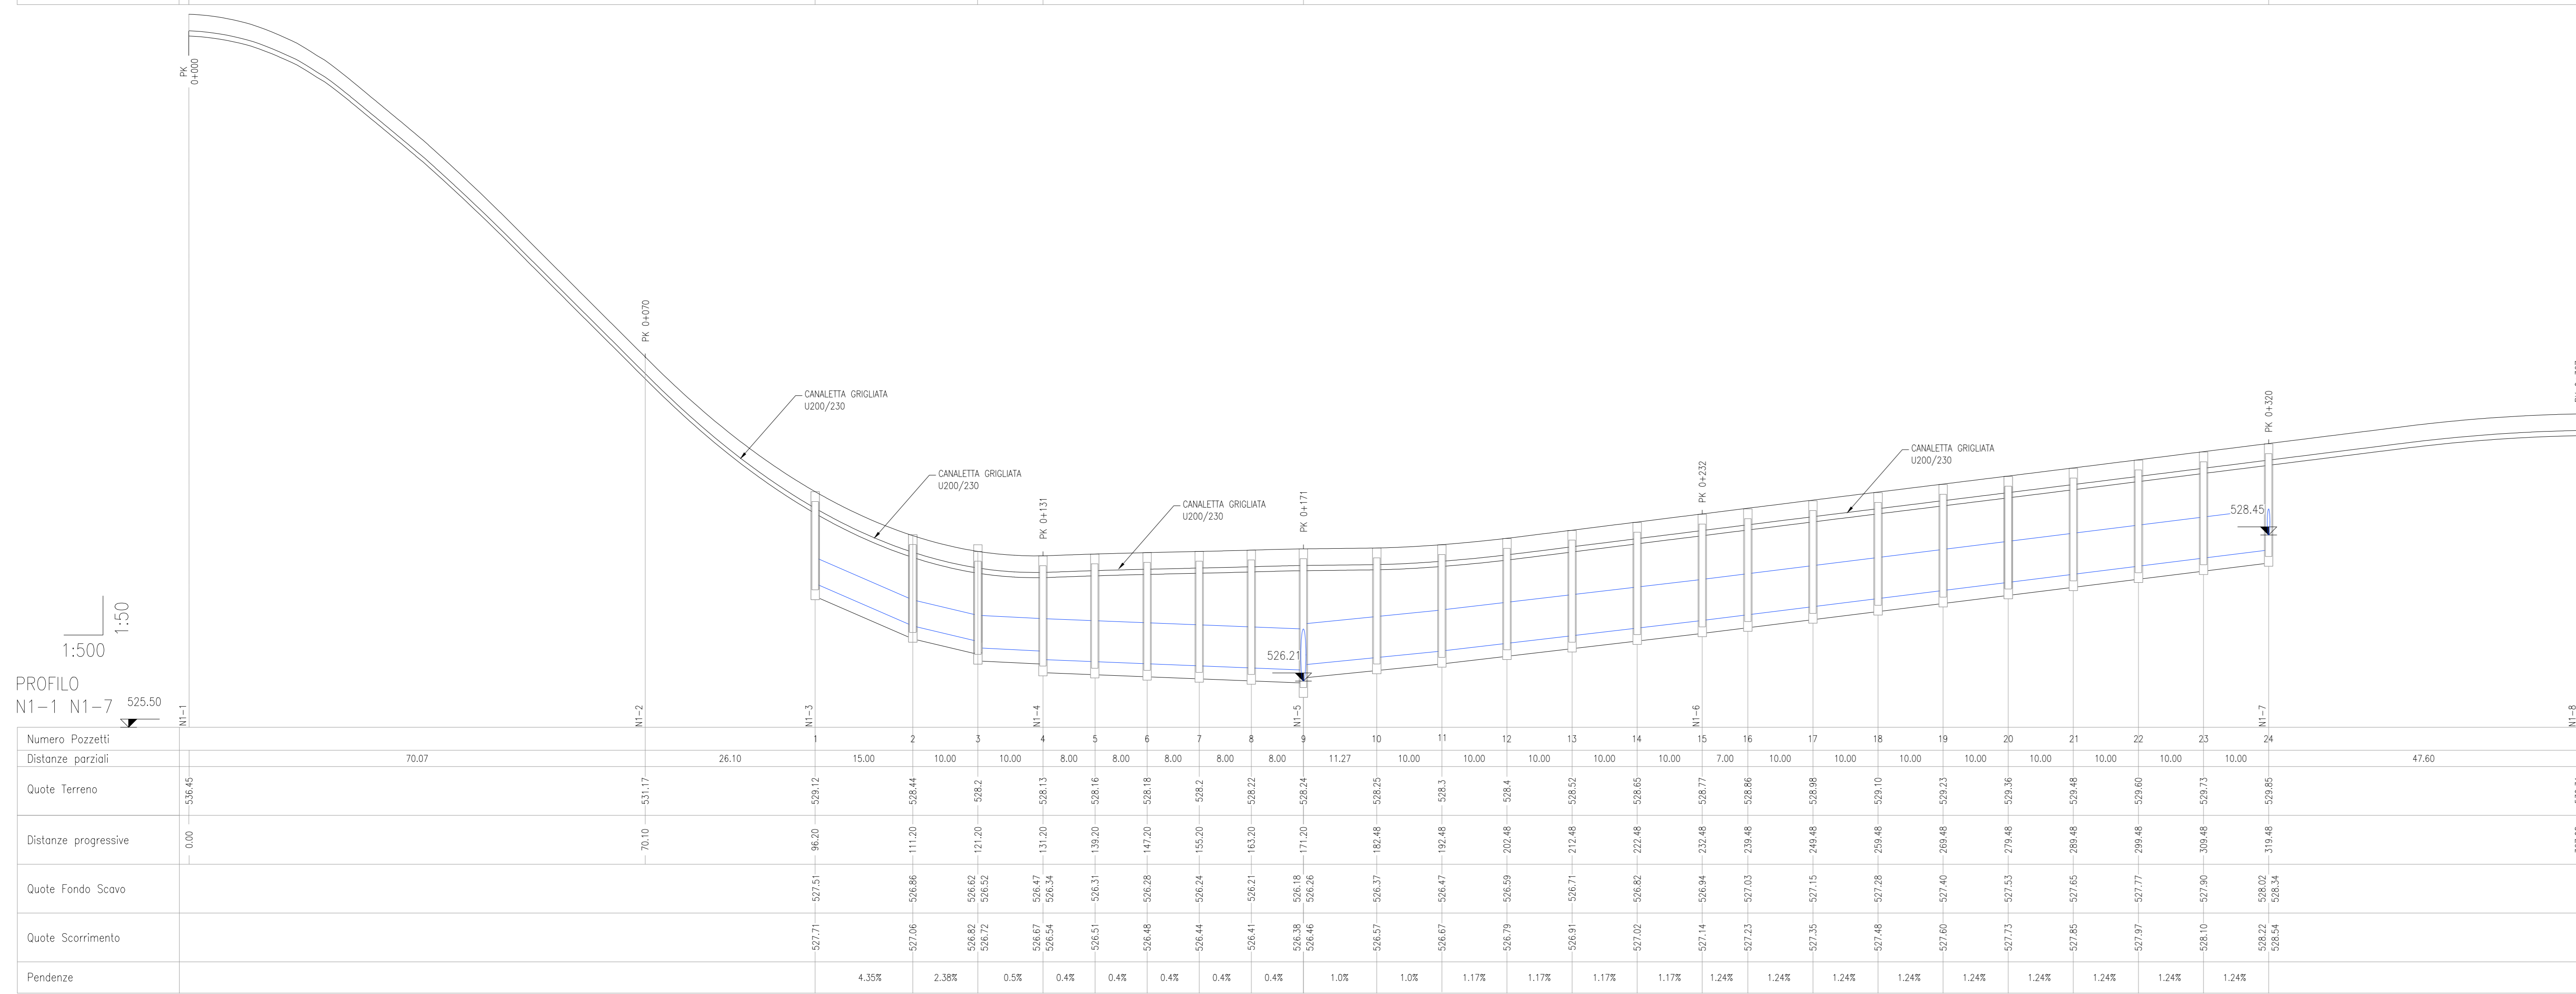 PK
0+000
PK 0+070
CANALETTA GRIGLIATA
U200/230
CANALETTA GRIGLIATA
U200/230
PK 0+131
CANALETTA GRIGLIATA
U200/230
PK 0+171
PK 0+232
CANALETTA GRIGLIATA
U200/230
PK 0+320
528.45
526.21
1:50
1:500
PROFILO
N1-1 N1-7 525.50
N1-1 N1-2 N1-3 N1-4 N1-5 N1-6 N1-7 N1-8
Numero Pozzetti 1 2 3 4 5 6 7 8 9 10 11 12 13 14 15 16 17 18 19 20 21 22 23 24
Distanze parziali 70.07 26.10 15.00 10.00 10.00 8.00 8.00 8.00 8.00 8.00 11.27 10.00 10.00 10.00 10.00 10.00 7.00 10.00 10.00 10.00 10.00 10.00 10.00 10.00 10.00 47.60
Quote Terreno 536.45 531.17 529.12 528.44 528.2 528.13 528.16 528.18 528.2 528.22 528.24 528.25 528.3 528.4 528.52 528.65 528.77 528.86 528.98 529.10 529.23 529.36 529.48 529.60 529.73 529.85
Distanze progressive 0.00 70.10 96.20 111.20 121.20 131.20 139.20 147.20 155.20 163.20 171.20 182.48 192.48 202.48 212.48 222.48 232.48 239.48 249.48 259.48 269.48 279.48 289.48 299.48 309.48 319.48
Quote Fondo Scavo 527.51 526.86 526.62 526.52 526.47 526.34 526.31 526.28 526.24 526.21 526.18 526.26 526.37 526.47 526.59 526.71 526.82 526.94 527.03 527.15 527.28 527.40 527.53 527.65 527.77 527.90 528.02 528.34
Quote Scorrimento 527.71 527.06 526.82 526.72 526.67 526.54 526.51 526.48 526.44 526.41 526.38 526.46 526.57 526.67 526.79 526.91 527.02 527.14 527.23 527.35 527.48 527.60 527.73 527.85 527.97 528.10 528.22 528.54
Pendenze 4.35% 2.38% 0.5% 0.4% 0.4% 0.4% 0.4% 0.4% 1.0% 1.0% 1.17% 1.17% 1.17% 1.17% 1.24% 1.24% 1.24% 1.24% 1.24% 1.24% 1.24% 1.24% 1.24%